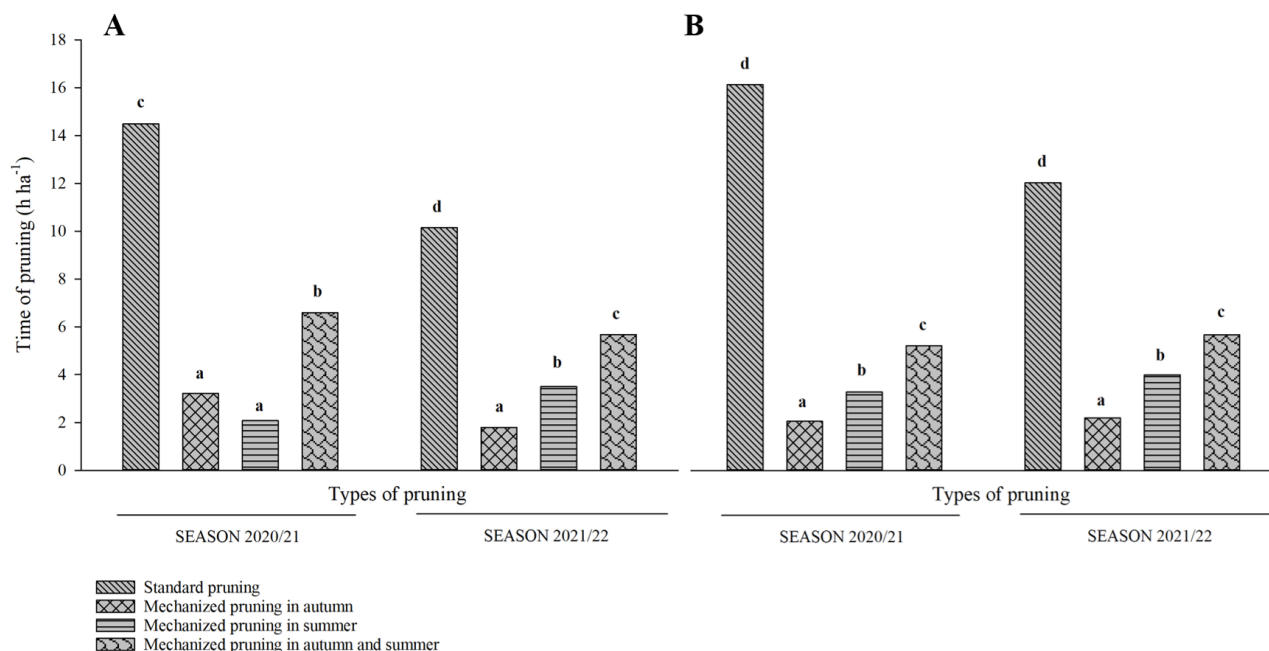 A
B
Time of pruning (h ha⁻¹)
18
16
14
12
10
8
6
4
2
0
c
a
a
b
d
a
b
c
d
a
b
c
d
a
b
c
Types of pruning
Types of pruning
SEASON 2020/21
SEASON 2021/22
SEASON 2020/21
SEASON 2021/22
Standard pruning
Mechanized pruning in autumn
Mechanized pruning in summer
Mechanized pruning in autumn and summer